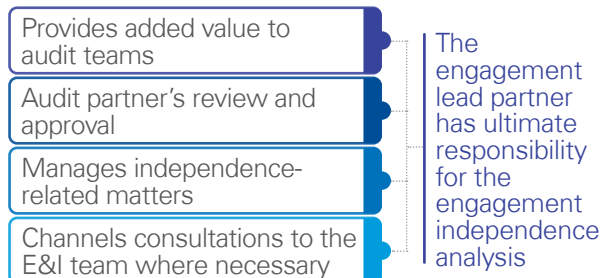 Provides added value to
audit teams
Audit partner's review and
approval
Manages independence-
related matters
Channels consultations to the
E&I team where necessary
The
engagement
lead partner
has ultimate
responsibility
for the
engagement
independence
analysis